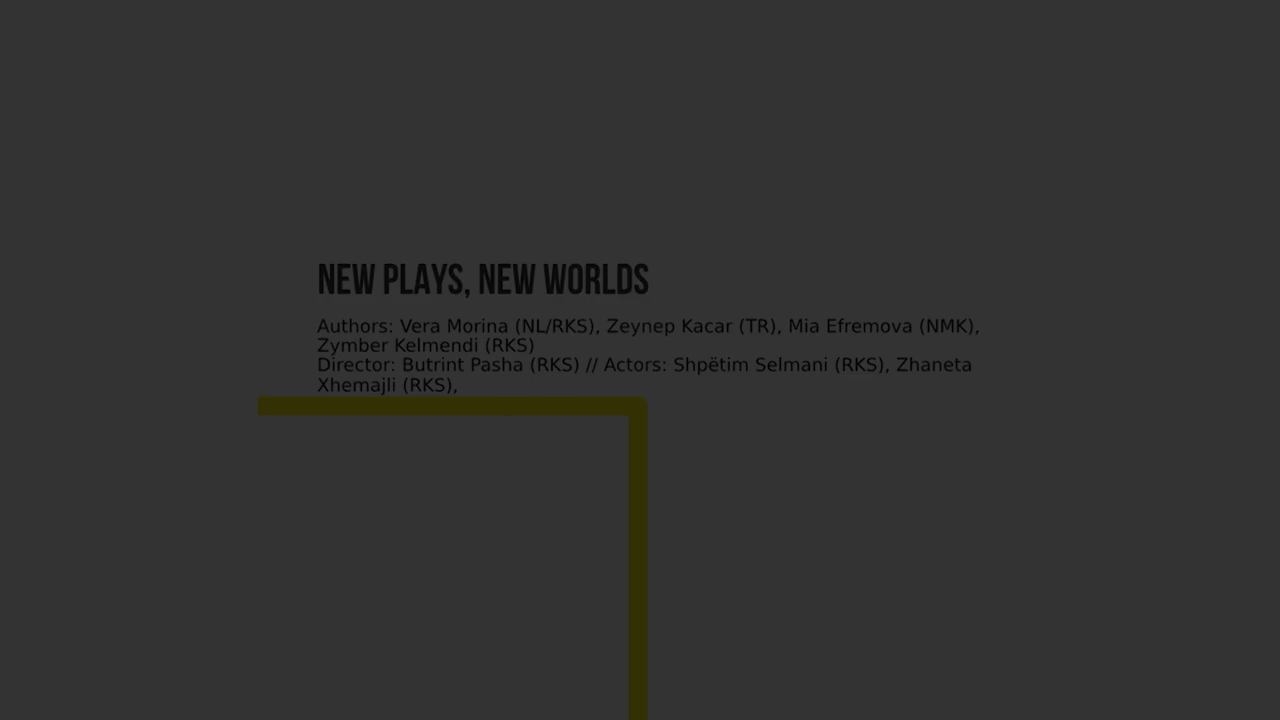 NEW PLAYS, NEW WORLDS
Authors: Vera Morina (NL/RKS), Zeynep Kacar (TR), Mia Efremova (NMK),
Zymber Kelmendi (RKS)
Director: Butrint Pasha (RKS) // Actors: Shpëtim Selmani (RKS), Zhaneta
Xhemajli (RKS),